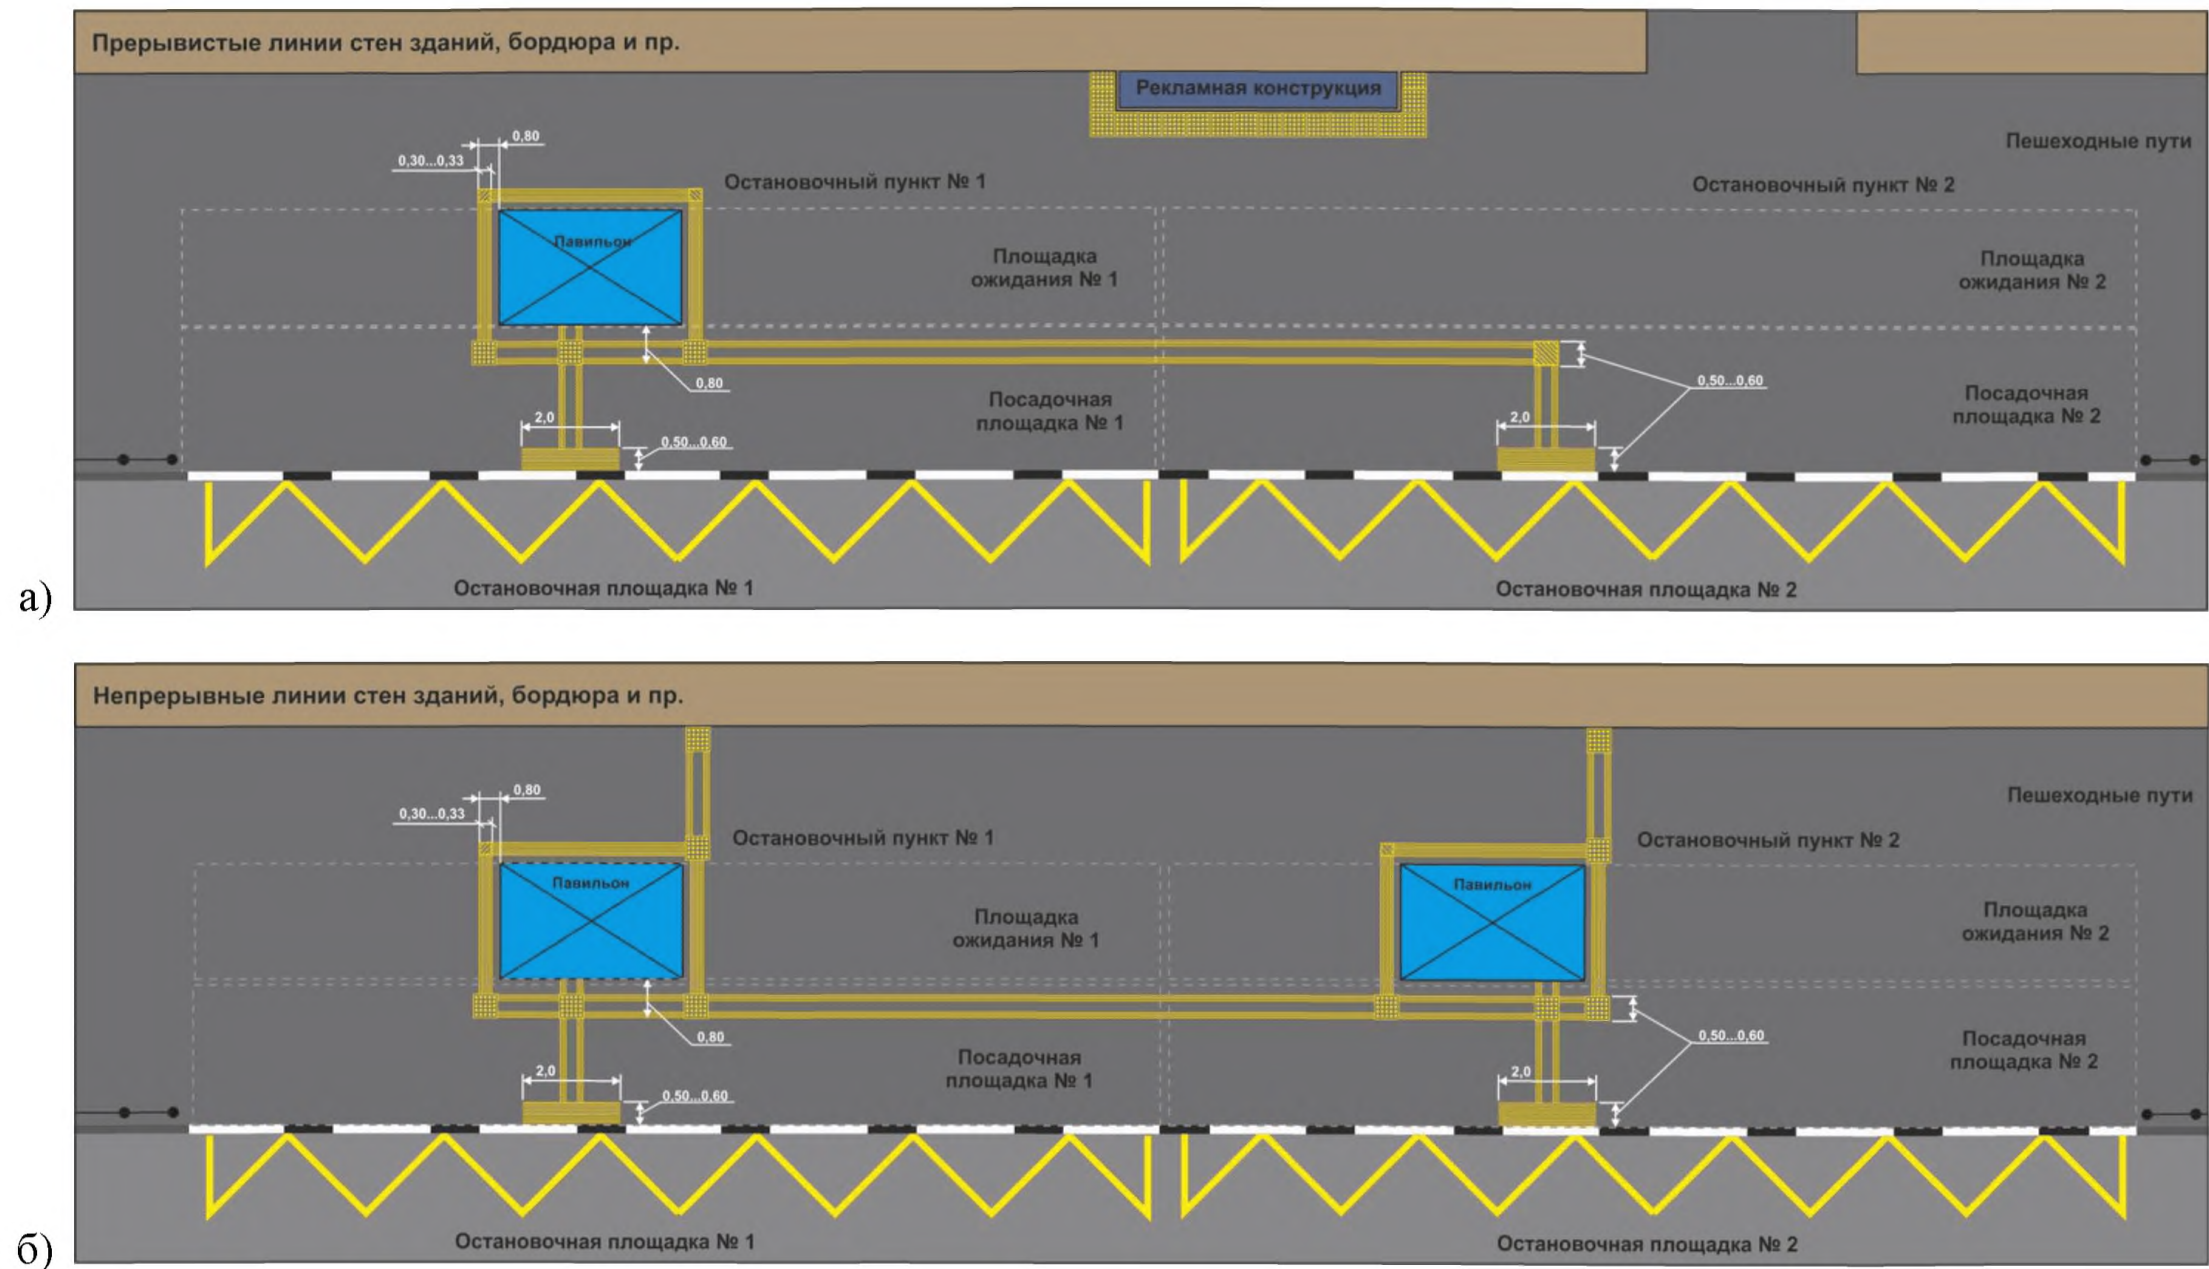 Прерывистые линии стен зданий, бордюра и пр.
Рекламная конструкция
Пешеходные пути
0,80
0,30...0,33
Остановочный пункт № 1
Остановочный пункт № 2
Павильон
Площадка
ожидания № 1
Площадка
ожидания № 2
0,80
0,50...0,60
Посадочная
площадка № 1
Посадочная
площадка № 2
2,0
0,50...0,60
2,0
Остановочная площадка № 1
Остановочная площадка № 2
а)
Непрерывные линии стен зданий, бордюра и пр.
Пешеходные пути
0,80
0,30...0,33
Остановочный пункт № 1
Остановочный пункт № 2
Павильон
Павильон
Площадка
ожидания № 1
Площадка
ожидания № 2
0,80
0,50...0,60
Посадочная
площадка № 1
Посадочная
площадка № 2
2,0
0,50...0,60
2,0
Остановочная площадка № 1
Остановочная площадка № 2
б)